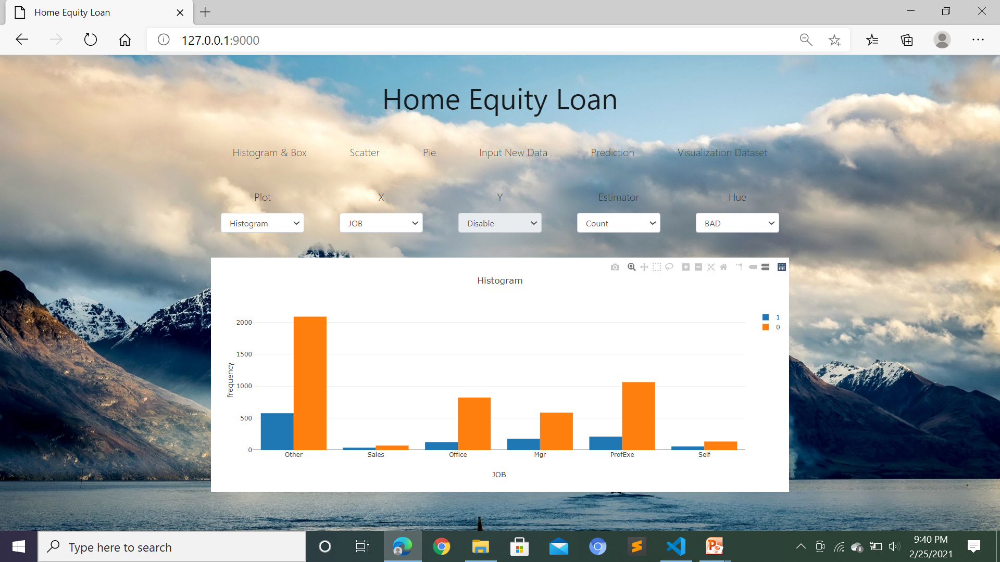 Home Equity Loan
127.0.0.1:9000
Home Equity Loan
Histogram & Box Scatter Pie Input New Data Prediction Visualization Dataset
Plot X Y Estimator Hue
Histogram JOB Disable Count BAD
Histogram
1
0
2000
1500
1000
500
0
frequency
Other Sales Office Mgr ProfExe Self
JOB
Type here to search
9:40 PM
2/25/2021